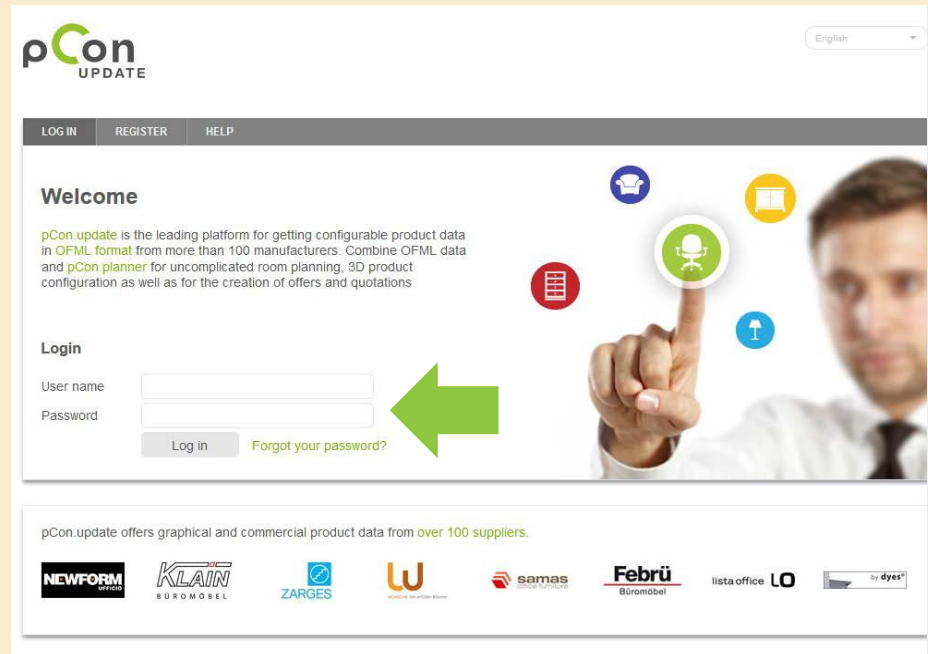 pCon
UPDATE
English
LOG IN REGISTER HELP
Welcome
pCon.update is the leading platform for getting configurable product data
in OFML format from more than 100 manufacturers. Combine OFML data
and pCon.planner for uncomplicated room planning, 3D product
configuration as well as for the creation of offers and quotations
Login
User name
Password
Log in Forgot your password?
pCon.update offers graphical and commercial product data from over 100 suppliers.
NEWFORM
UFFICIO
KLAIN
BÜROMÖBEL
ZARGES
samas
office furniture
Febrü
Büromöbel
lista office LO
by dyes